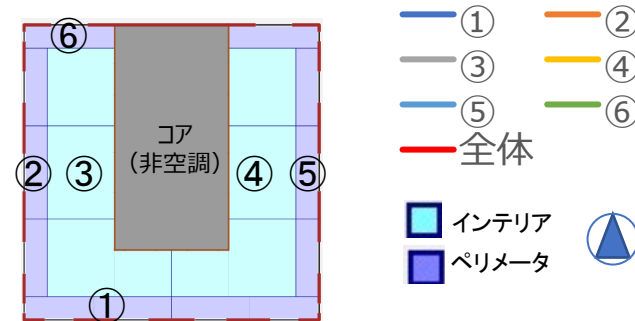 ⑥
コア
(非空調)
②
③
④
⑤
①
①
②
③
④
⑤
⑥
全体
インテリア
ペリメータ